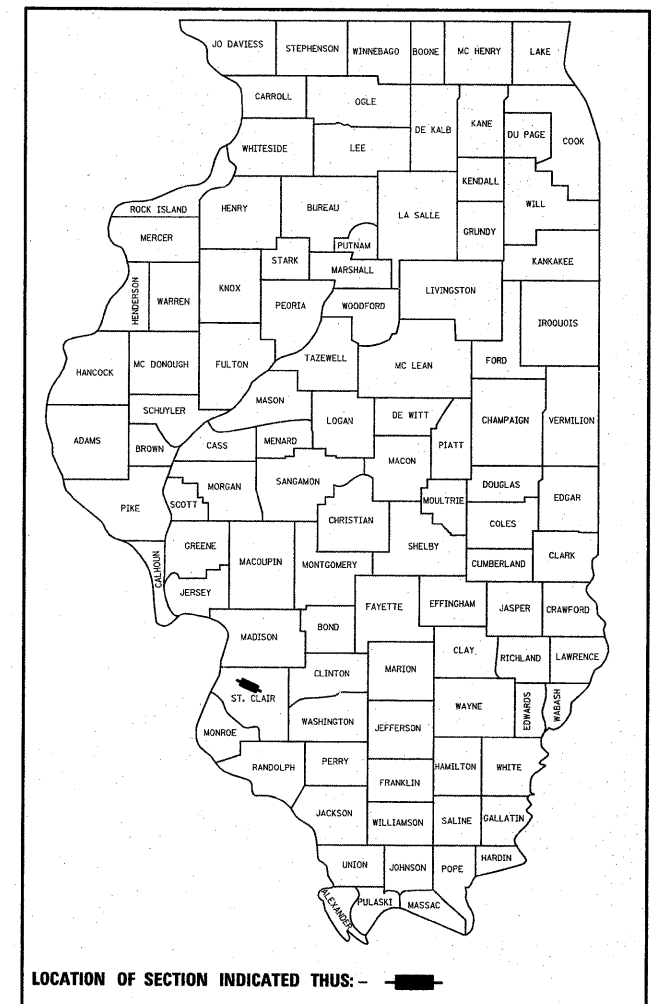 JO DAVIESS
STEPHENSON
WINNEBAGO
BOONE
MC HENRY
LAKE
CARROLL
OGLE
DE KALB
KANE
DU PAGE
COOK
WHITESIDE
LEE
KENDALL
WILL
ROCK ISLAND
HENRY
BUREAU
LA SALLE
GRUNDY
MERCER
PUTNAM
STARK
MARSHALL
KANKAKEE
HENDERSON
WARREN
KNOX
PEORIA
WOODFORD
LIVINGSTON
IROQUOIS
HANCOCK
MC DONOUGH
FULTON
TAZEWELL
MC LEAN
FORD
SCHUYLER
MASON
LOGAN
DE WITT
CHAMPAIGN
VERMILION
ADAMS
BROWN
CASS
MENARD
MACON
PIATT
PIKE
SCOTT
MORGAN
SANGAMON
CHRISTIAN
MOULTRIE
DOUGLAS
EDGAR
COLES
CALHOUN
GREENE
MACOUPIN
MONTGOMERY
SHELBY
CUMBERLAND
CLARK
JERSEY
FAYETTE
EFFINGHAM
JASPER
CRAWFORD
MADISON
BOND
CLAY
RICHLAND
LAWRENCE
CLINTON
MARION
ST. CLAIR
WAYNE
EDWARDS
WABASH
WASHINGTON
JEFFERSON
MONROE
RANDOLPH
PERRY
HAMILTON
WHITE
FRANKLIN
JACKSON
WILLIAMSON
SALINE
GALLATIN
UNION
JOHNSON
POPE
HARDIN
ALEXANDER
PULASKI
MASSAC
LOCATION OF SECTION INDICATED THUS: -